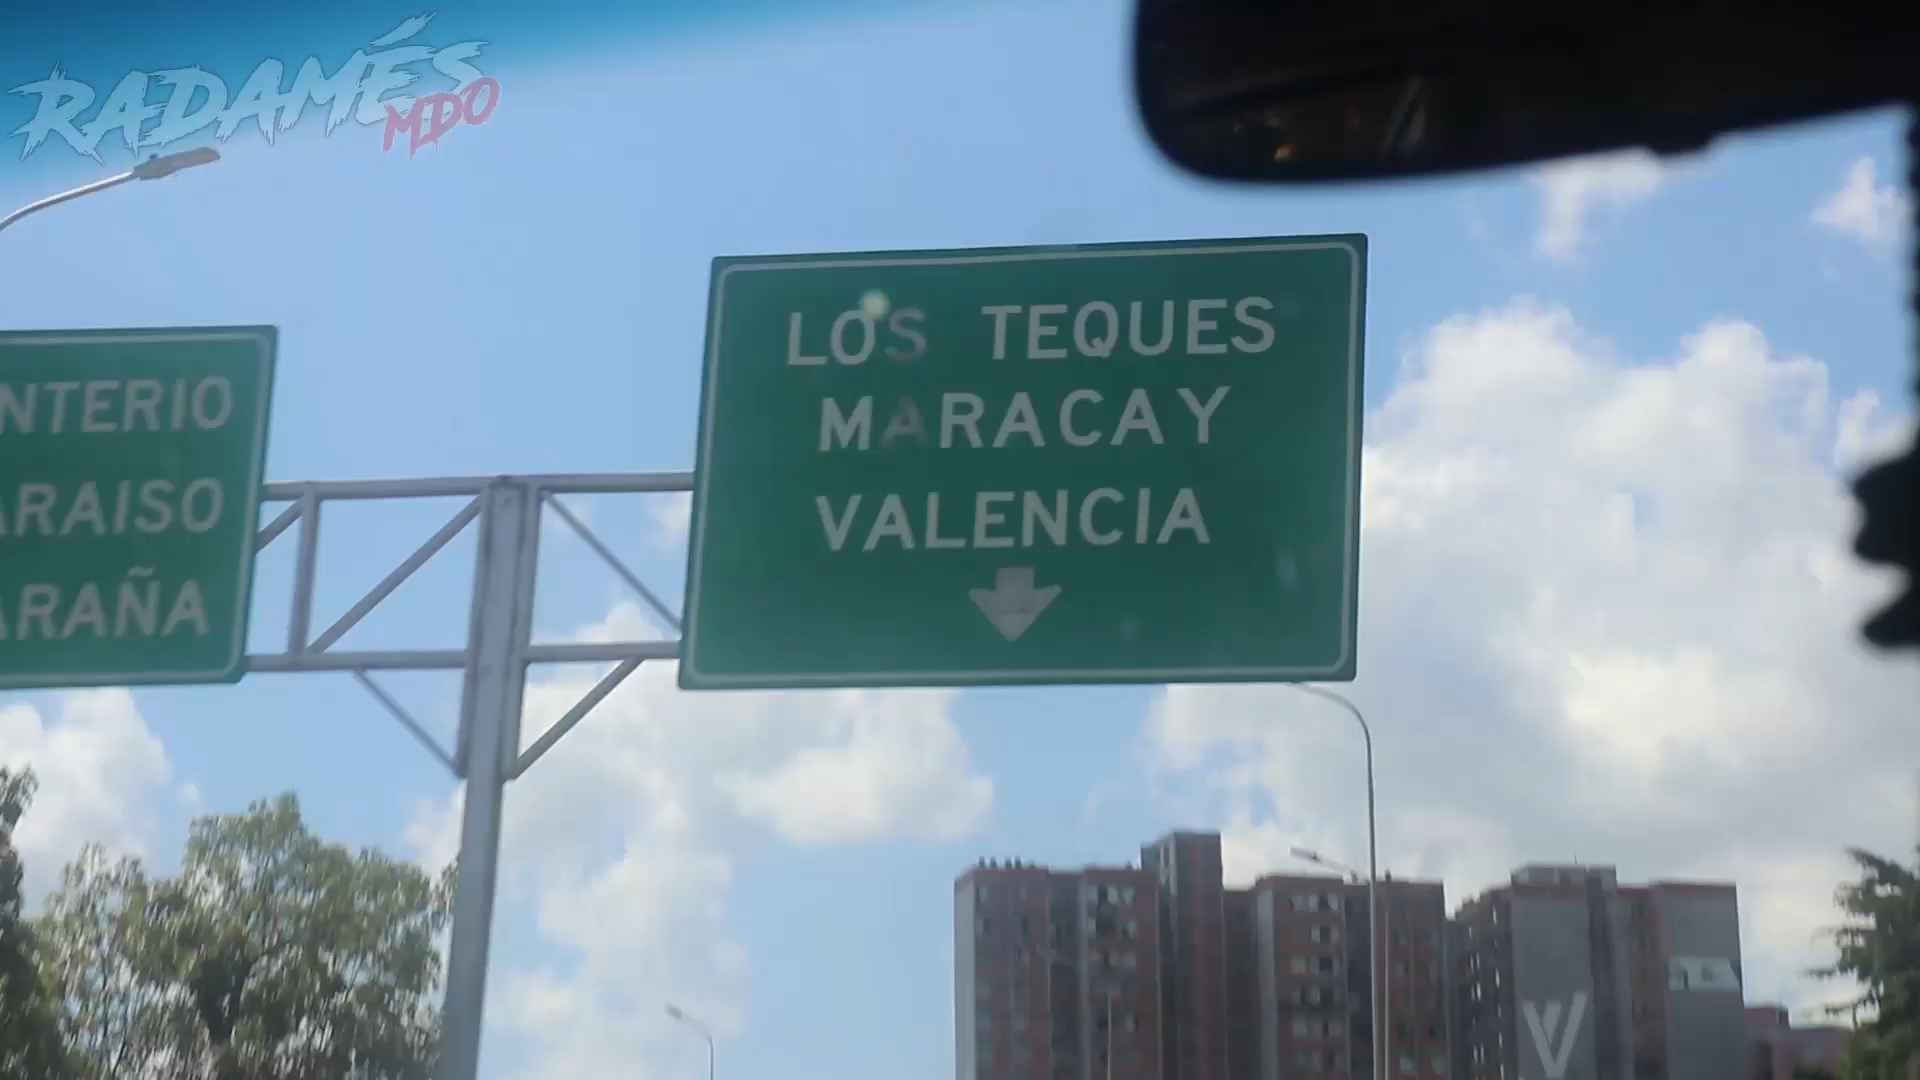 RADAMÉS
MDO
NTERIO
ARAISO
ARAÑA
LOS TEQUES
MARACAY
VALENCIA
V